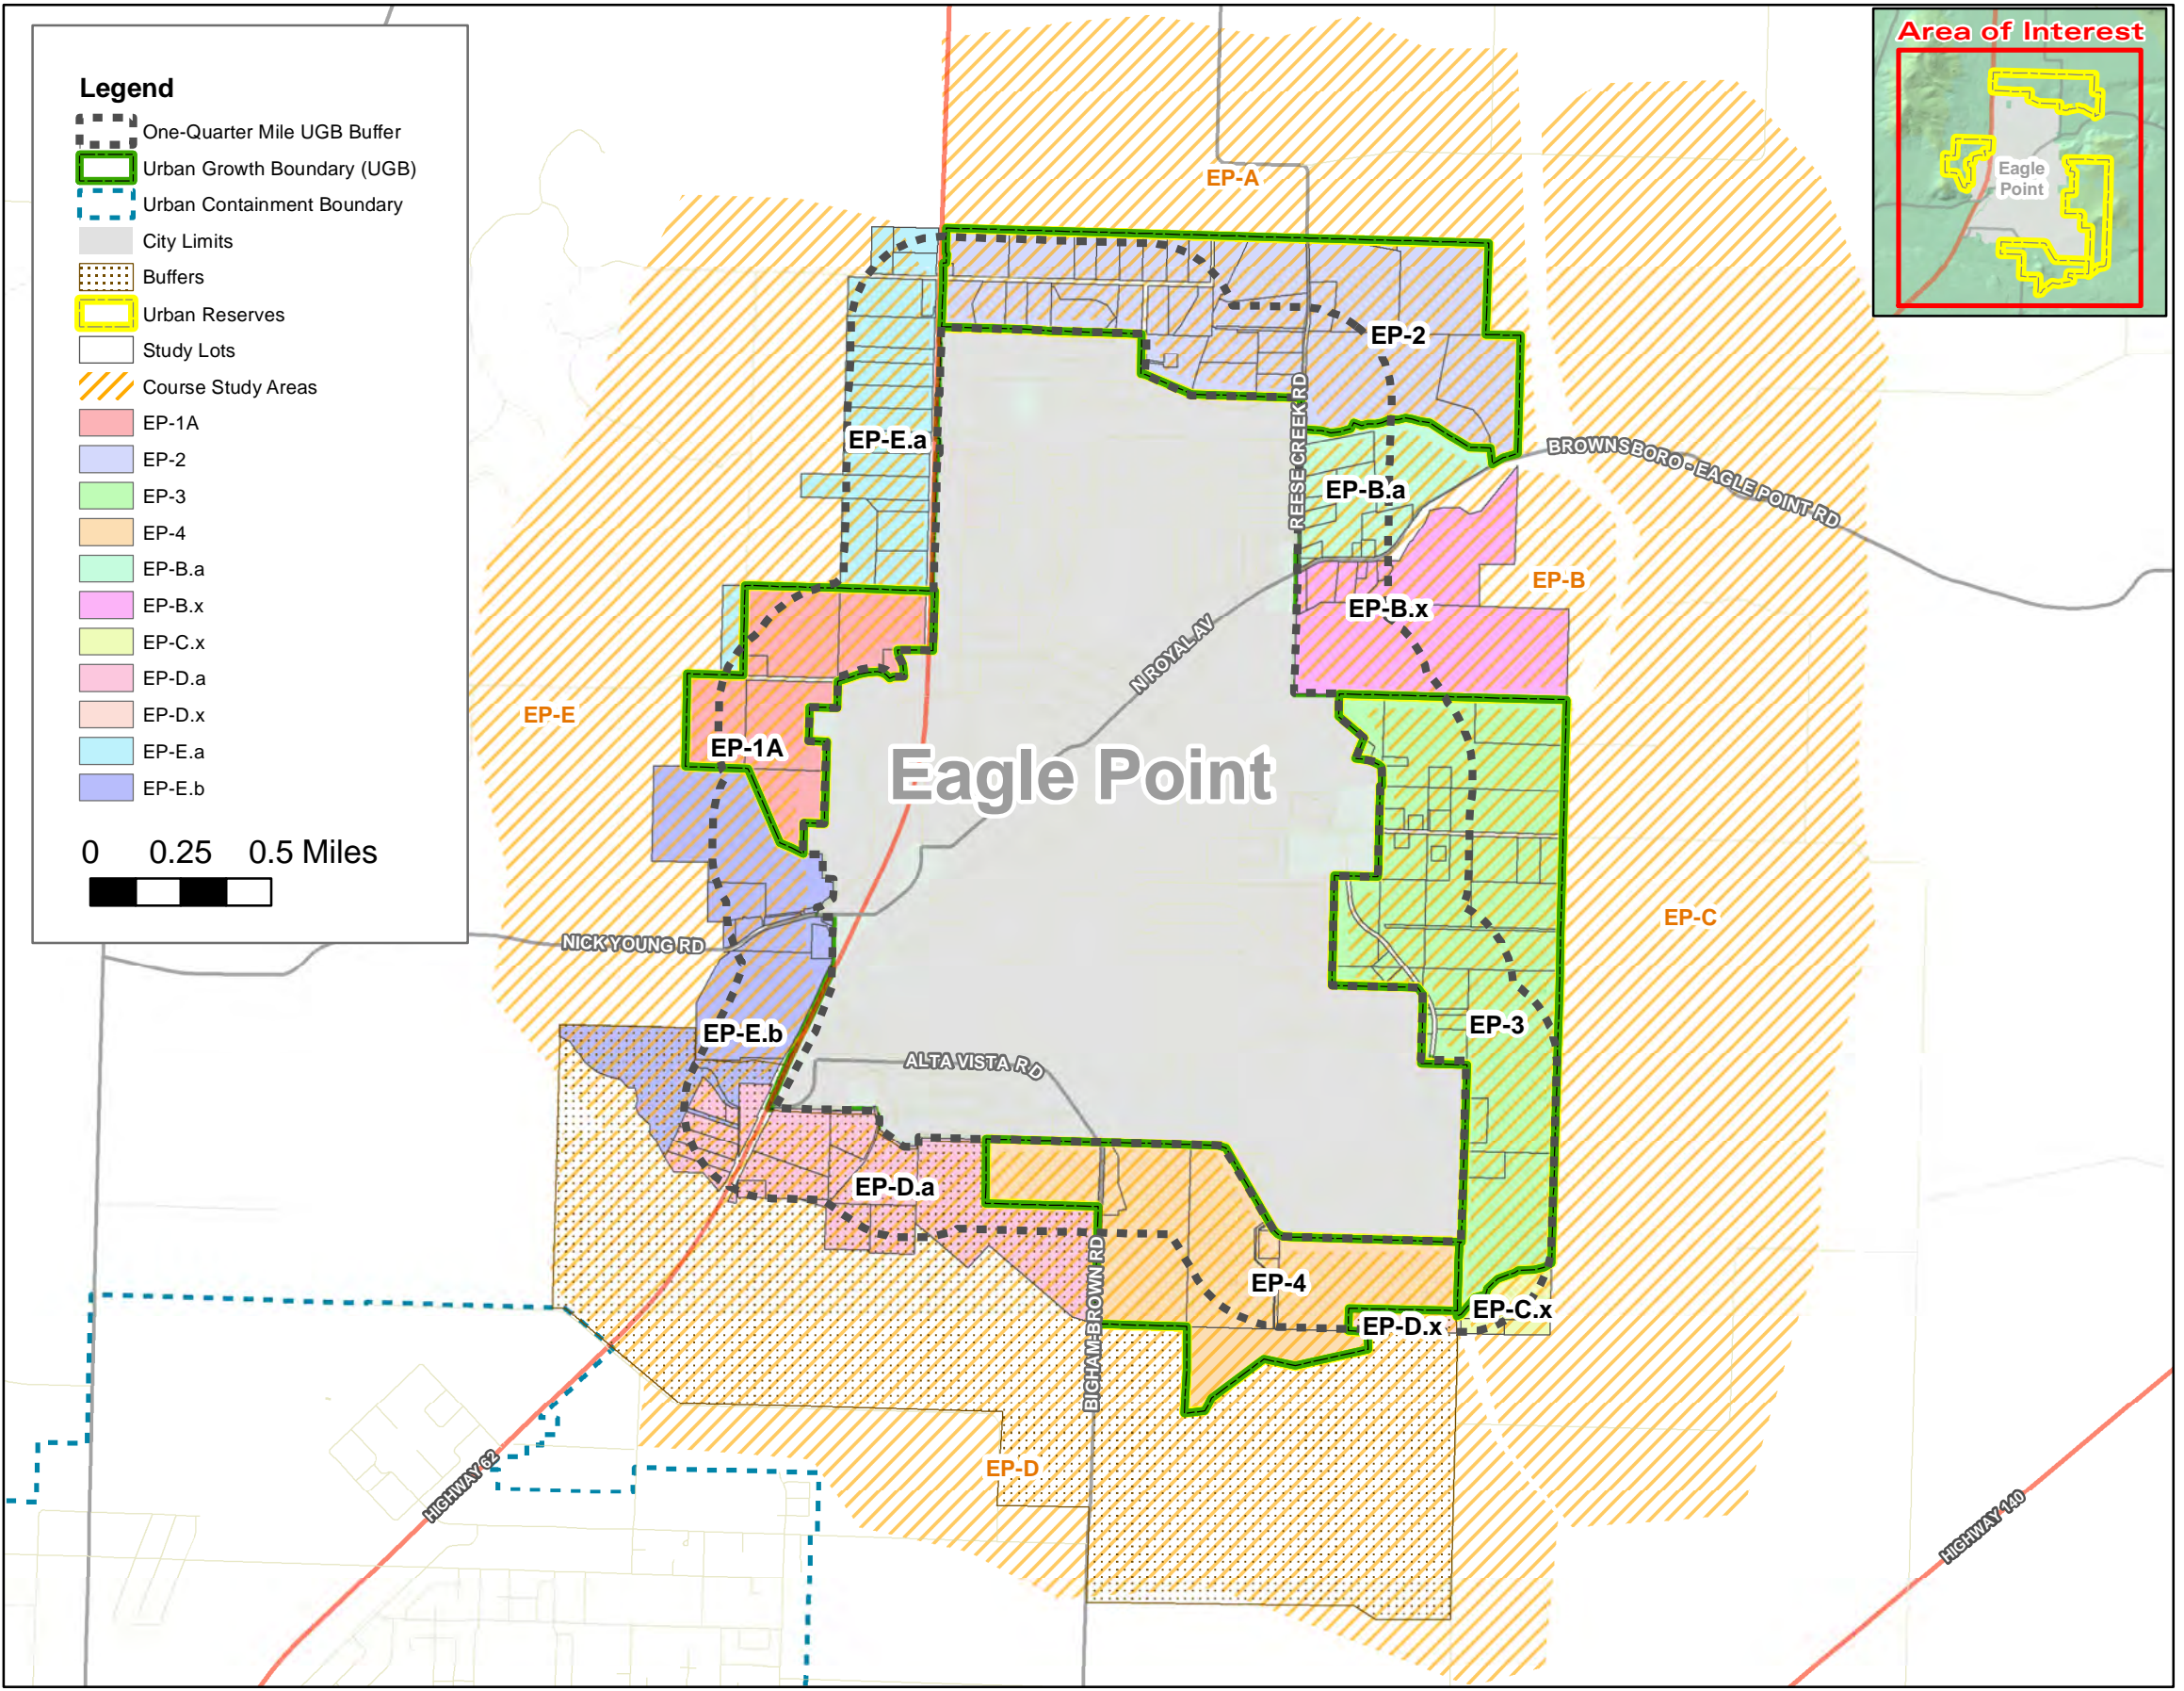 Legend
One-Quarter Mile UGB Buffer
Urban Growth Boundary (UGB)
Urban Containment Boundary
City Limits
Buffers
Urban Reserves
Study Lots
Course Study Areas
EP-1A
EP-2
EP-3
EP-4
EP-B.a
EP-B.x
EP-C.x
EP-D.a
EP-D.x
EP-E.a
EP-E.b
0 0.25 0.5 Miles
Area of Interest
Eagle
Point
EP-A
EP-2
REESE CREEK RD
EP-E.a
BROWNSBORO - EAGLE POINT RD
EP-B.a
EP-B
EP-B.x
N ROYAL AV
EP-E
EP-1A
Eagle Point
EP-C
NICK YOUNG RD
EP-3
EP-E.b
ALTA VISTA RD
EP-D.a
EP-4
EP-C.x
EP-D.x
BIGHAM-BROWN RD
EP-D
HIGHWAY 62
HIGHWAY 140